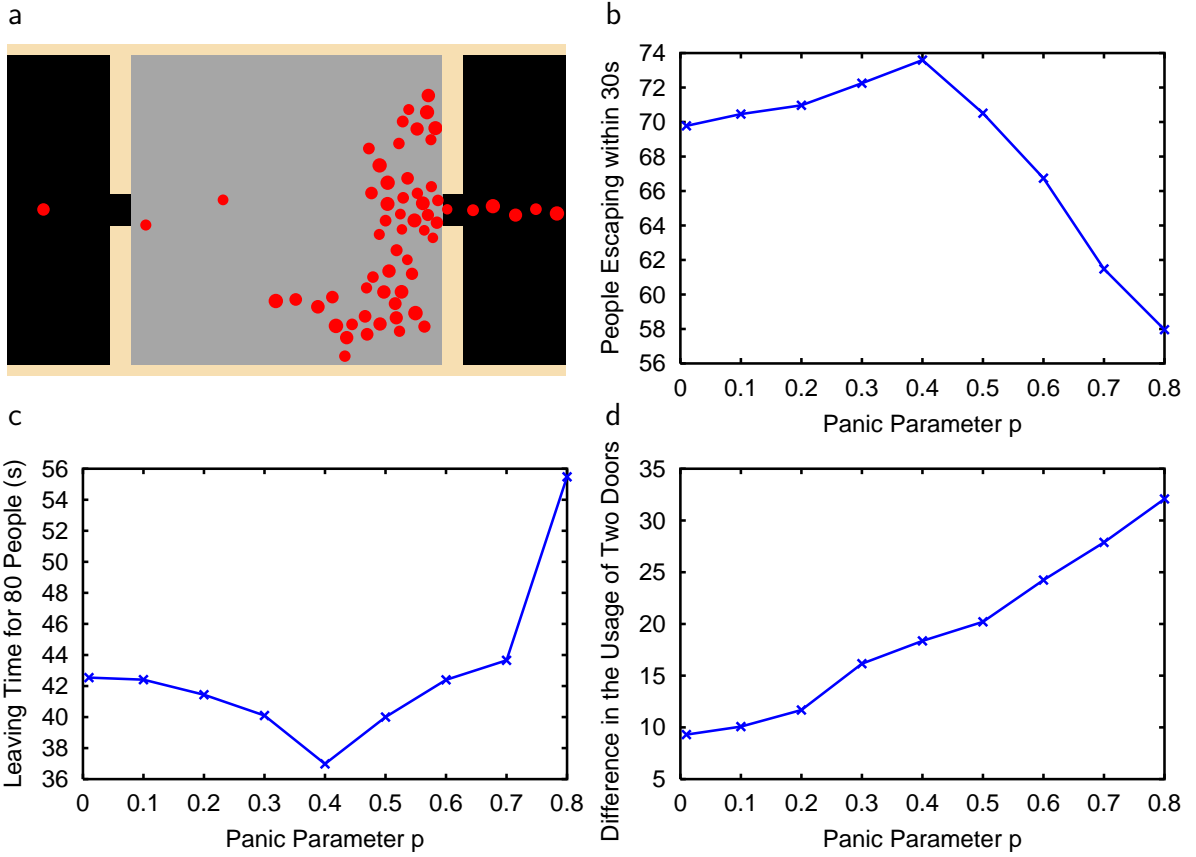 a
b
People Escaping within 30s
74
72
70
68
66
64
62
60
58
56
0 0.1 0.2 0.3 0.4 0.5 0.6 0.7 0.8
Panic Parameter p
c
Leaving Time for 80 People (s)
56
54
52
50
48
46
44
42
40
38
36
0 0.1 0.2 0.3 0.4 0.5 0.6 0.7 0.8
Panic Parameter p
d
Difference in the Usage of Two Doors
35
30
25
20
15
10
5
0 0.1 0.2 0.3 0.4 0.5 0.6 0.7 0.8
Panic Parameter p